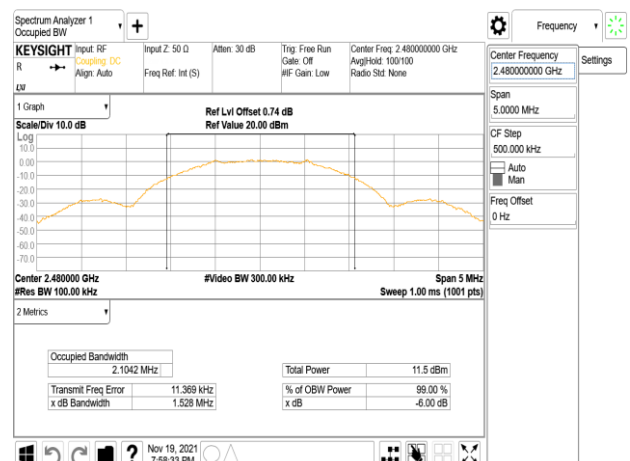 Spectrum Analyzer 1
Occupied BW
Frequency
KEYSIGHT
Input: RF
Coupling: DC
Align: Auto
Input Z: 50 Ω
Freq Ref: Int (S)
Atten: 30 dB
Trig: Free Run
Gate: Off
#IF Gain: Low
Center Freq: 2.480000000 GHz
Avg|Hold: 100/100
Radio Std: None
R
LXI
Center Frequency
2.480000000 GHz
Settings
Span
5.0000 MHz
CF Step
500.000 kHz
Auto
Man
Freq Offset
0 Hz
1 Graph
Scale/Div 10.0 dB
Ref Lvl Offset 0.74 dB
Ref Value 20.00 dBm
Log
10.0
0.00
-10.0
-20.0
-30.0
-40.0
-50.0
-60.0
-70.0
Center 2.480000 GHz
#Res BW 100.00 kHz
#Video BW 300.00 kHz
Span 5 MHz
Sweep 1.00 ms (1001 pts)
2 Metrics
Occupied Bandwidth
2.1042 MHz
Transmit Freq Error 11.369 kHz
x dB Bandwidth 1.528 MHz
Total Power 11.5 dBm
% of OBW Power 99.00 %
x dB -6.00 dB
Nov 19, 2021
7:58:33 PM